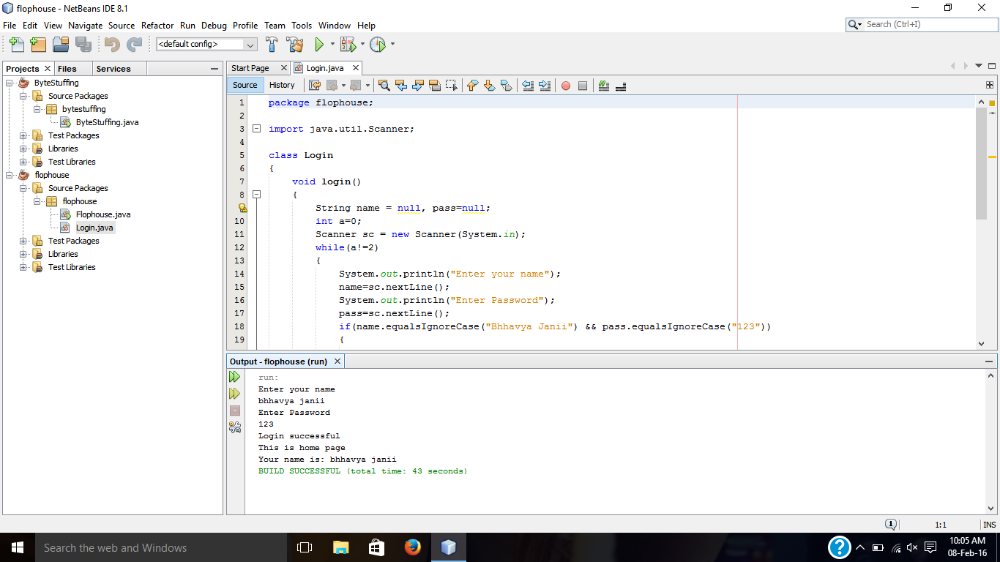 flophouse - NetBeans IDE 8.1
File Edit View Navigate Source Refactor Run Debug Profile Team Tools Window Help
Search (Ctrl+I)
<default config>
Projects Files Services
ByteStuffing
Source Packages
bytestuffing
ByteStuffing.java
Test Packages
Libraries
Test Libraries
flophouse
Source Packages
flophouse
Flophouse.java
Login.java
Test Packages
Libraries
Test Libraries
Start Page Login.java
Source History
1 package flophouse;
2
3 import java.util.Scanner;
4
5 class Login
6 {
7 void login()
8 {
String name = null, pass=null;
10 int a=0;
11 Scanner sc = new Scanner(System.in);
12 while(a!=2)
13 {
14 System.out.println("Enter your name");
15 name=sc.nextLine();
16 System.out.println("Enter Password");
17 pass=sc.nextLine();
18 if(name.equalsIgnoreCase("Bhhavya Janii") && pass.equalsIgnoreCase("123"))
19 {
Output - flophouse (run)
run:
Enter your name
bhhavya janii
Enter Password
123
Login successful
This is home page
Your name is: bhhavya janii
BUILD SUCCESSFUL (total time: 43 seconds)
1 1:1 INS
Search the web and Windows
10:05 AM
08-Feb-16